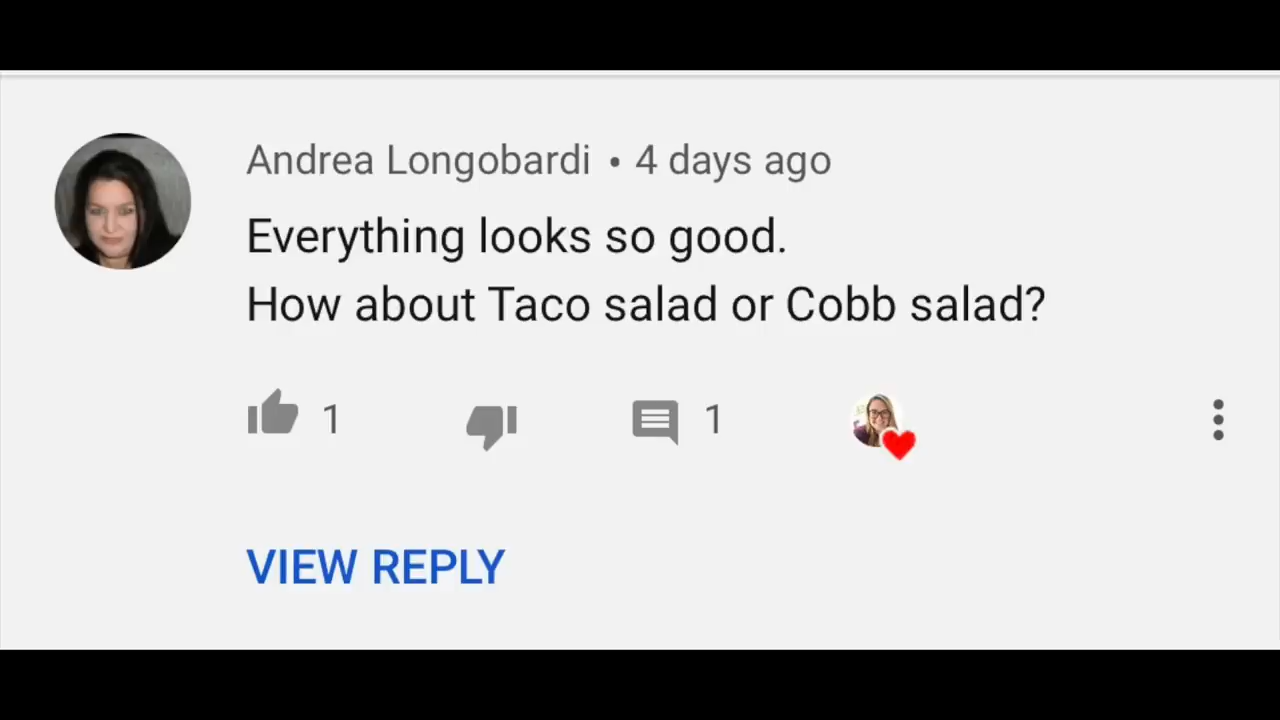 Andrea Longobardi • 4 days ago
Everything looks so good.
How about Taco salad or Cobb salad?
1 1
VIEW REPLY